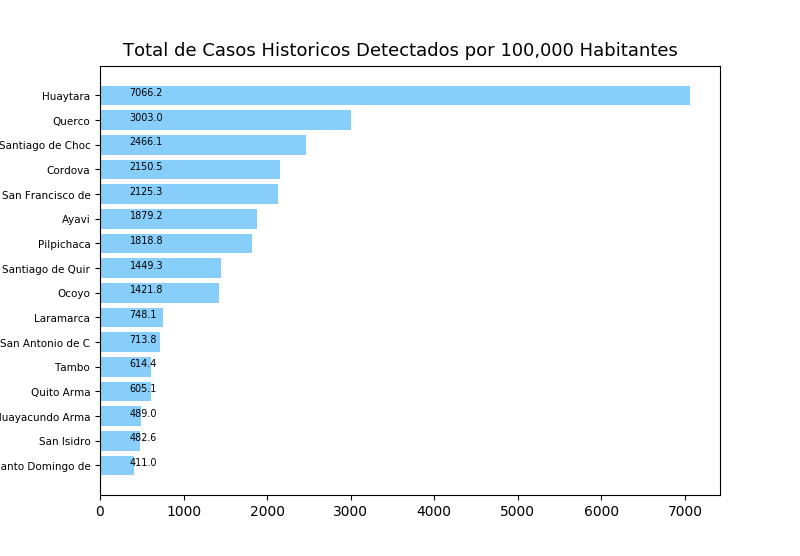 Total de Casos Historicos Detectados por 100,000 Habitantes
Huaytara 7066.2
Querco 3003.0
Santiago de Choc 2466.1
Cordova 2150.5
San Francisco de 2125.3
Ayavi 1879.2
Pilpichaca 1818.8
Santiago de Quir 1449.3
Ocoyo 1421.8
Laramarca 748.1
San Antonio de C 713.8
Tambo 614.4
Quito Arma 605.1
uayacundo Arma 489.0
San Isidro 482.6
anto Domingo de 411.0
0 1000 2000 3000 4000 5000 6000 7000